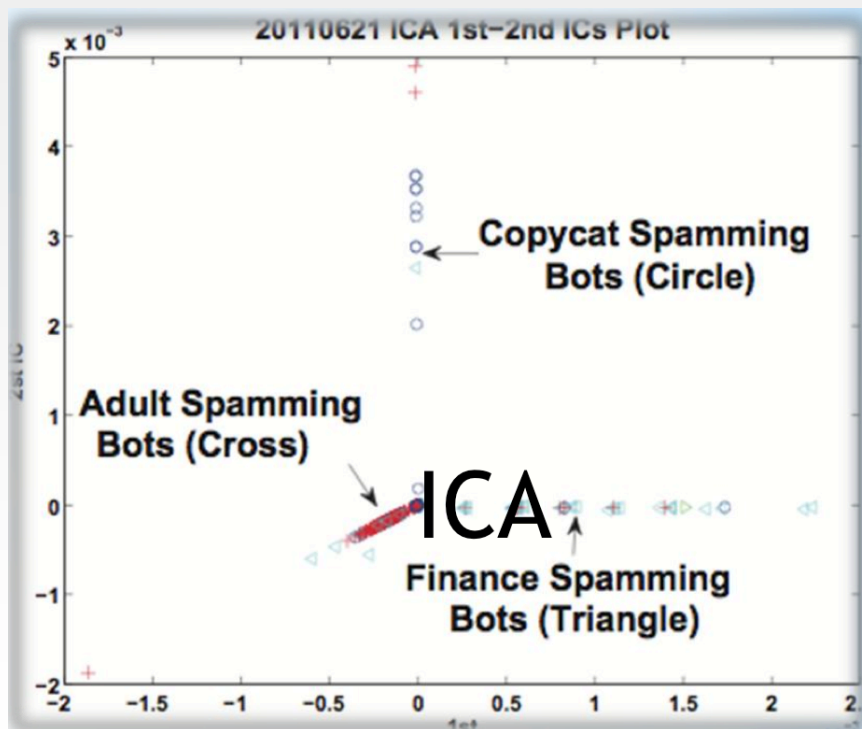 20110621 ICA 1st-2nd ICs Plot
x 10⁻³
5
4
3
2
1
0
−1
−2
Copycat Spamming
Bots (Circle)
Adult Spamming
Bots (Cross)
ICA
Finance Spamming
Bots (Triangle)
−2 −1.5 −1 −0.5 0 0.5 1 1.5 2
1st